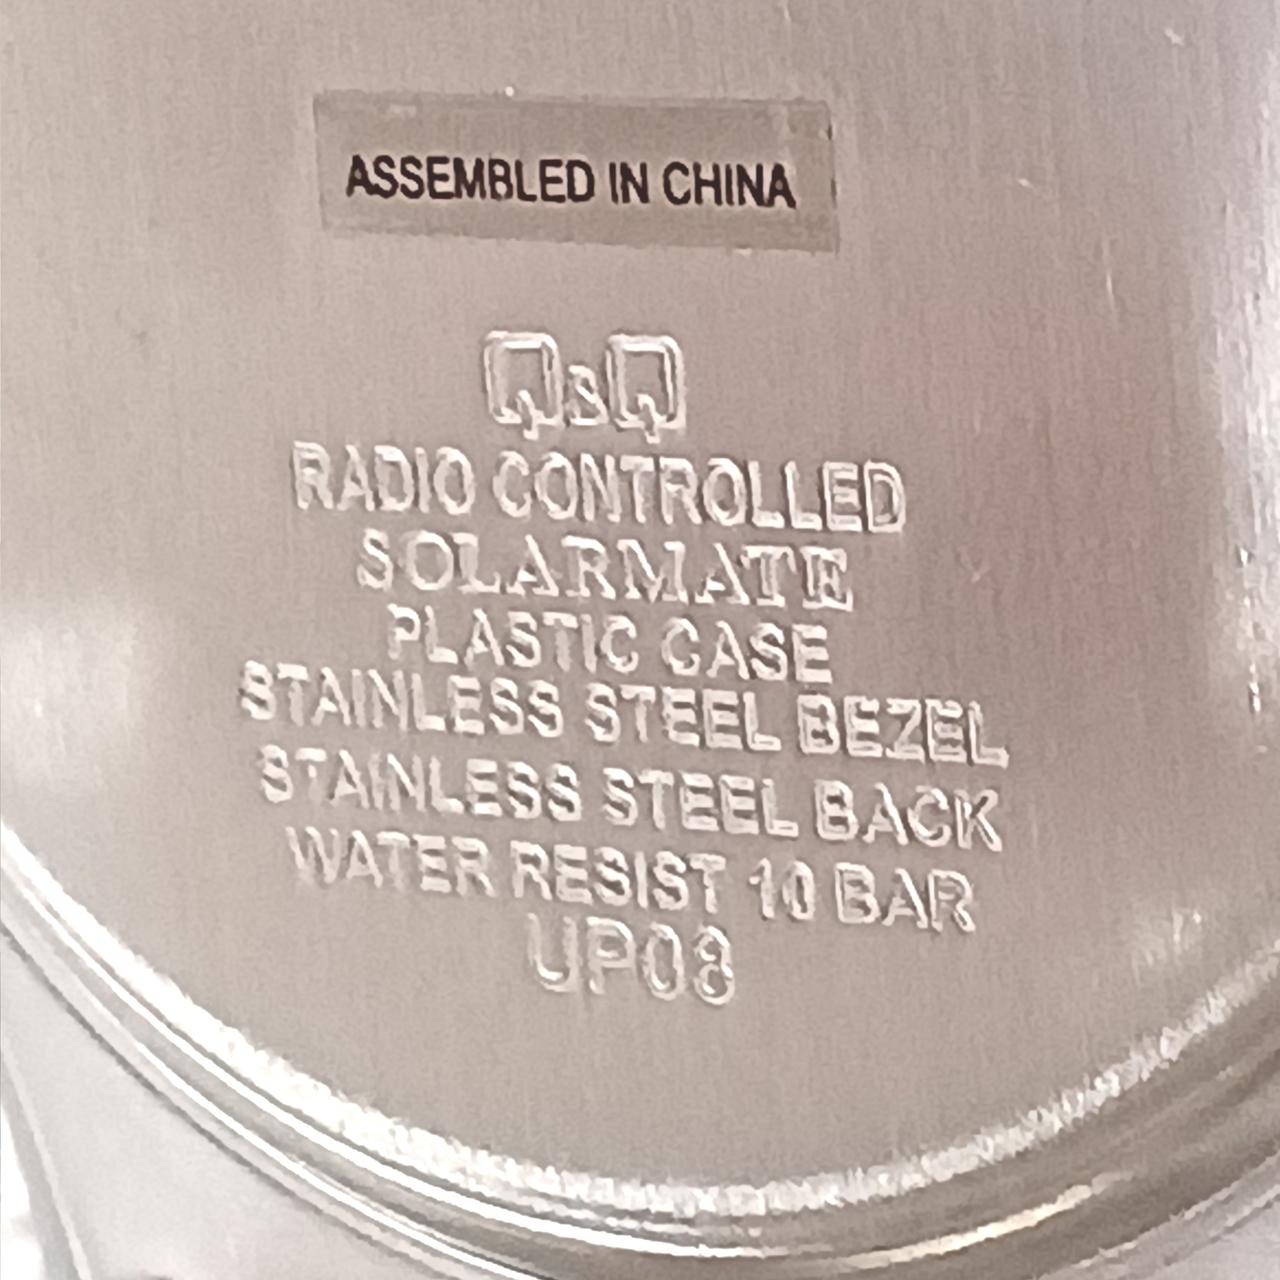 ASSEMBLED IN CHINA
Q&Q
RADIO CONTROLLED
SOLARMATE
PLASTIC CASE
STAINLESS STEEL BEZEL
STAINLESS STEEL BACK
WATER RESIST 10 BAR
UP08